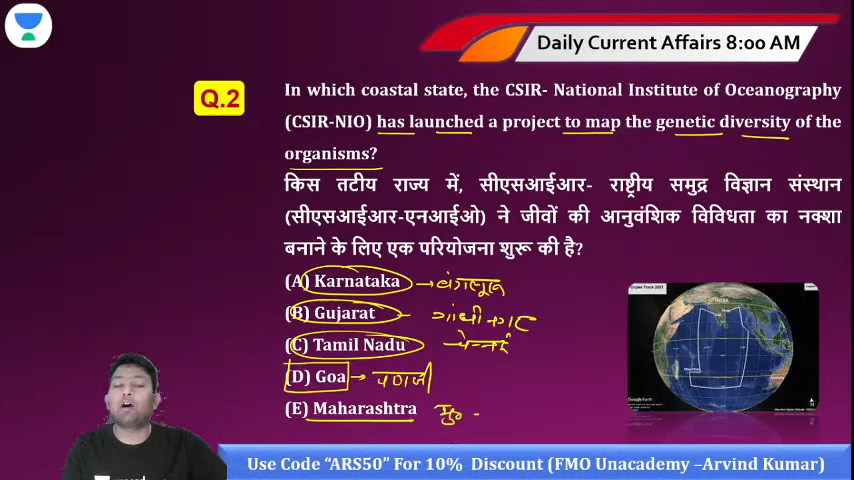 Daily Current Affairs 8:00 AM
Q.2
In which coastal state, the CSIR- National Institute of Oceanography
(CSIR-NIO) has launched a project to map the genetic diversity of the
organisms?
किस तटीय राज्य में, सीएसआईआर- राष्ट्रीय समुद्र विज्ञान संस्थान
(सीएसआईआर-एनआईओ) ने जीवों की आनुवंशिक विविधता का नक्शा
बनाने के लिए एक परियोजना शुरू की है?
(A) Karnataka
(B) Gujarat
(C) Tamil Nadu
(D) Goa → पणजी
(E) Maharashtra
INDIA
Use Code “ARS50” For 10% Discount (FMO Unacademy –Arvind Kumar)